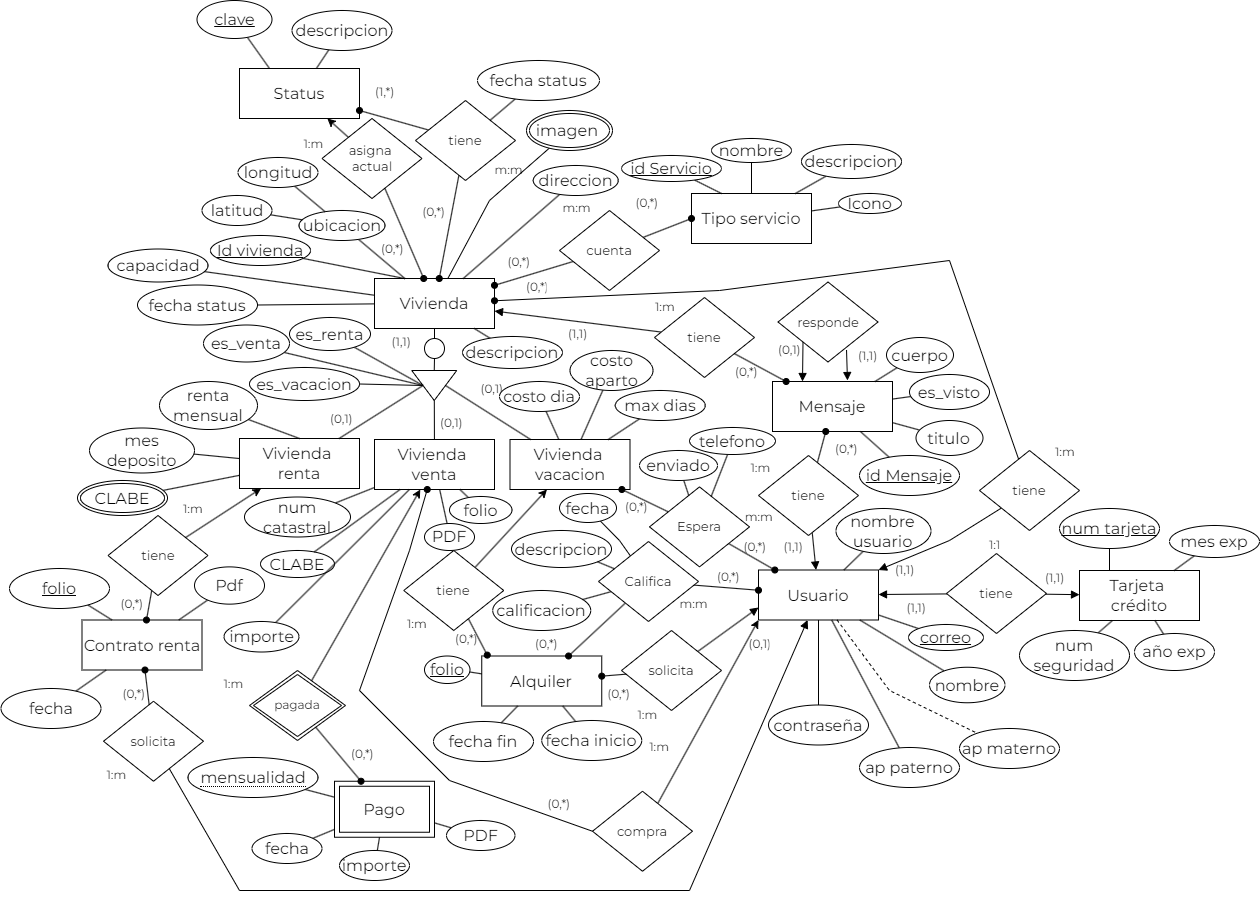 clave
descripcion
Status
(1,*)
fecha status
imagen
tiene
1:m
asigna
actual
m:m
longitud
direccion
latitud
ubicacion
(0,*)
m:m
(0,*)
id Servicio
nombre
descripcion
Icono
Tipo servicio
cuenta
(0,*)
(0,*)
Id vivienda
capacidad
fecha status
Vivienda
(0,*)
1:m
tiene
(1,1)
(0,*)
responde
(0,1)
(1,1)
cuerpo
es_visto
Mensaje
titulo
id Mensaje
(0,*)
es_renta
es_venta
(1,1)
descripcion
es_vacacion
(0,1)
costo dia
costo
aparto
max dias
renta
mensual
(0,1)
(0,1)
mes
deposito
Vivienda
renta
Vivienda
venta
Vivienda
vacacion
CLABE
num
catastral
folio
PDF
CLABE
importe
telefono
enviado
1:m
tiene
fecha
(0,*)
Espera
m:m
(0,*)
(1,1)
nombre
usuario
1:m
tiene
(1,1)
1:m
tiene
descripcion
Califica
(0,*)
m:m
calificacion
tiene
1:m
(0,*)
(0,*)
Usuario
(1,1)
1:1
tiene
(1,1)
num tarjeta
mes exp
Tarjeta
crédito
num
seguridad
año exp
correo
nombre
ap materno
ap paterno
contraseña
(0,1)
folio
Pdf
(0,*)
Contrato renta
fecha
(0,*)
solicita
1:m
folio
Alquiler
(0,*)
solicita
1:m
fecha fin
fecha inicio
1:m
1:m
pagada
(0,*)
mensualidad
Pago
fecha
importe
PDF
(0,*)
compra